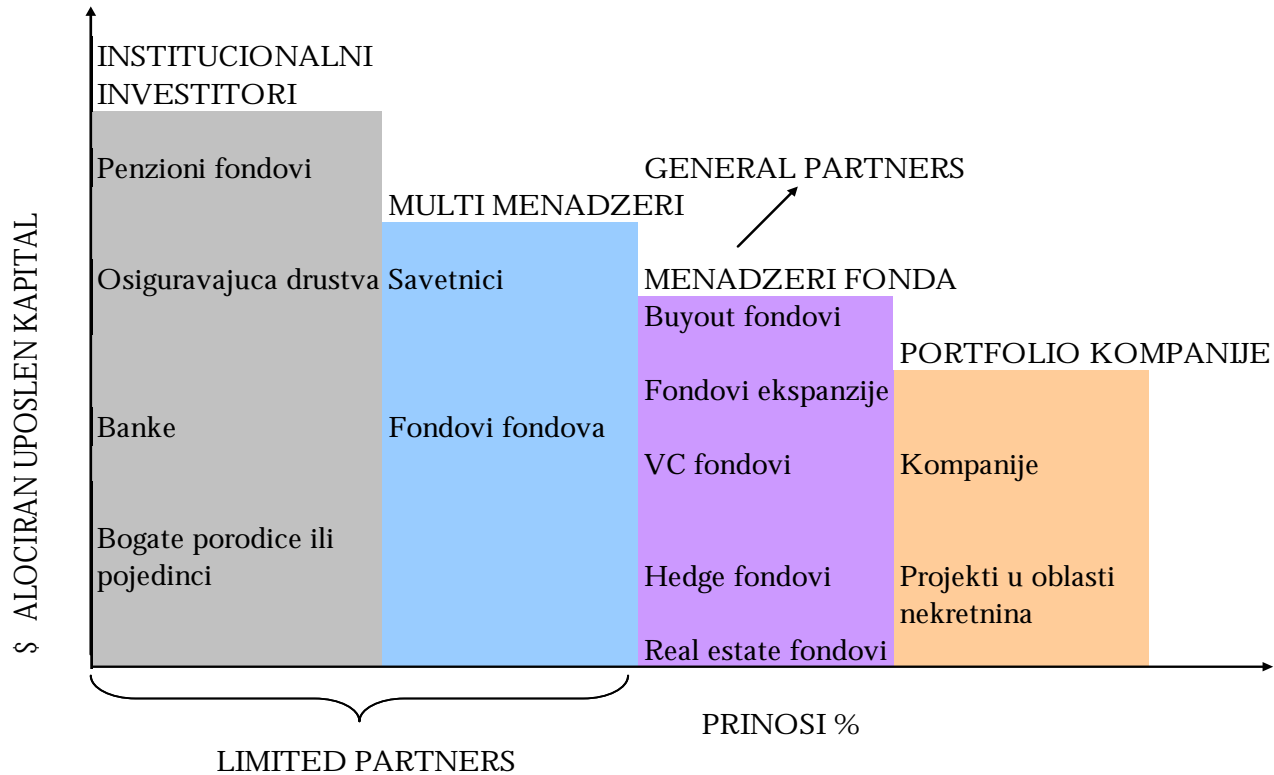 $ ALOCIRAN UPOSLEN KAPITAL
INSTITUCIONALNI
INVESTITORI
Penzioni fondovi
Osiguravajuca drustva
Banke
Bogate porodice ili
pojedinci
MULTI MENADZERI
Savetnici
Fondovi fondova
GENERAL PARTNERS
MENADZERI FONDA
Buyout fondovi
Fondovi ekspanzije
VC fondovi
Hedge fondovi
Real estate fondovi
PORTFOLIO KOMPANIJE
Kompanije
Projekti u oblasti
nekretnina
PRINOSI %
LIMITED PARTNERS